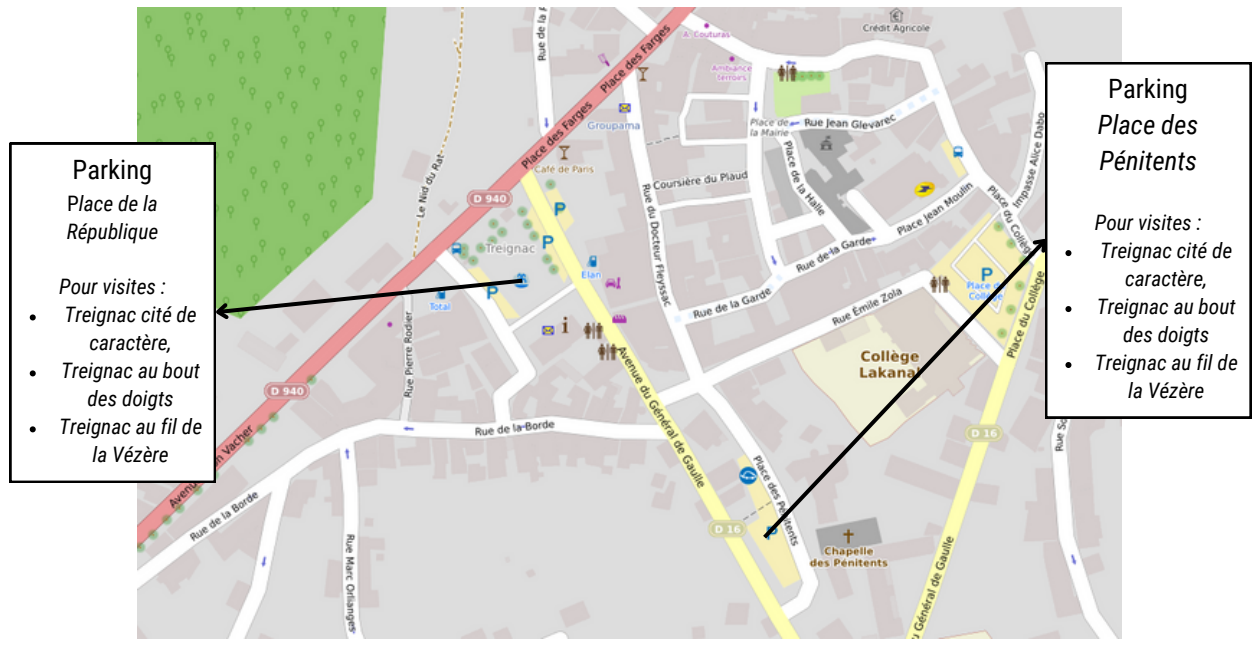 Parking
Place de la
République
Pour visites :
• Treignac cité de
caractère,
• Treignac au bout
des doigts
• Treignac au fil de
la Vézère
Parking
Place des
Pénitents
Pour visites :
• Treignac cité de
caractère,
• Treignac au bout
des doigts
• Treignac au fil de
la Vézère
Crédit Agricole
A. Couturas
Ambiance
terroirs
Place des Farges
Place des Farges
Groupama
Café de Paris
Place de
la Mairie
Rue Jean Glevarec
Place de la Halle
Coursière du Plaud
Rue du Docteur Fleyssac
Place Jean Moulin
Impasse Alice Dabo
Place du Collège
Le Nid du Rat
D 940
Treignac
P
P
P
Total
Elan
i
Rue de la Garde
Rue de la Garde
Rue Émile Zola
P
Place du
Collège
Place du Collège
Collège
Lakanal
Rue Pierre Rodier
D 940
Avenue du Général de Gaulle
Rue de la Borde
Rue de la Borde
Rue Marc Orlianges
D 16
D 16
Place des Pénitents
P
Chapelle
des Pénitents
Général de Gaulle